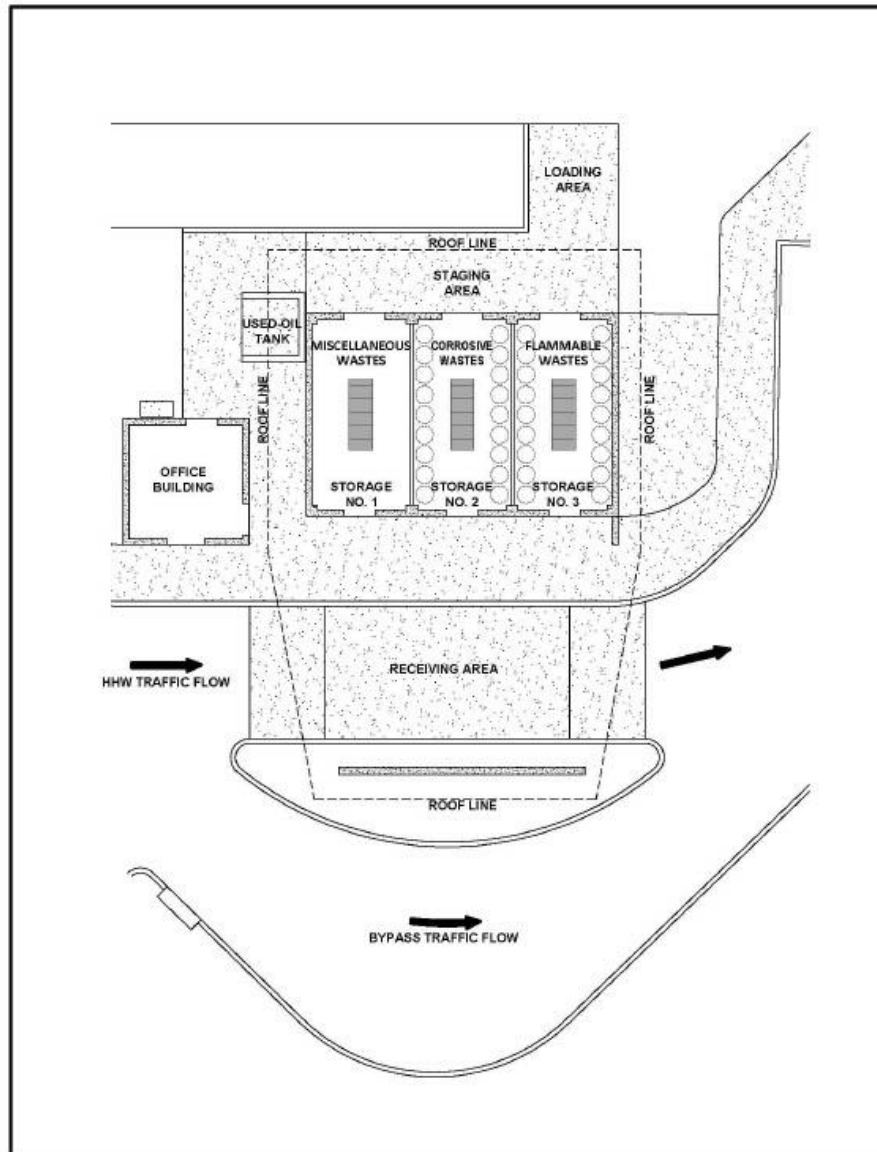 LOADING
AREA
ROOF LINE
STAGING
AREA
USED-OIL
TANK
MISCELLANEOUS
WASTES
CORROSIVE
WASTES
FLAMMABLE
WASTES
ROOF LINE
ROOF LINE
OFFICE
BUILDING
STORAGE
NO. 1
STORAGE
NO. 2
STORAGE
NO. 3
HHW TRAFFIC FLOW
RECEIVING AREA
ROOF LINE
BYPASS TRAFFIC FLOW